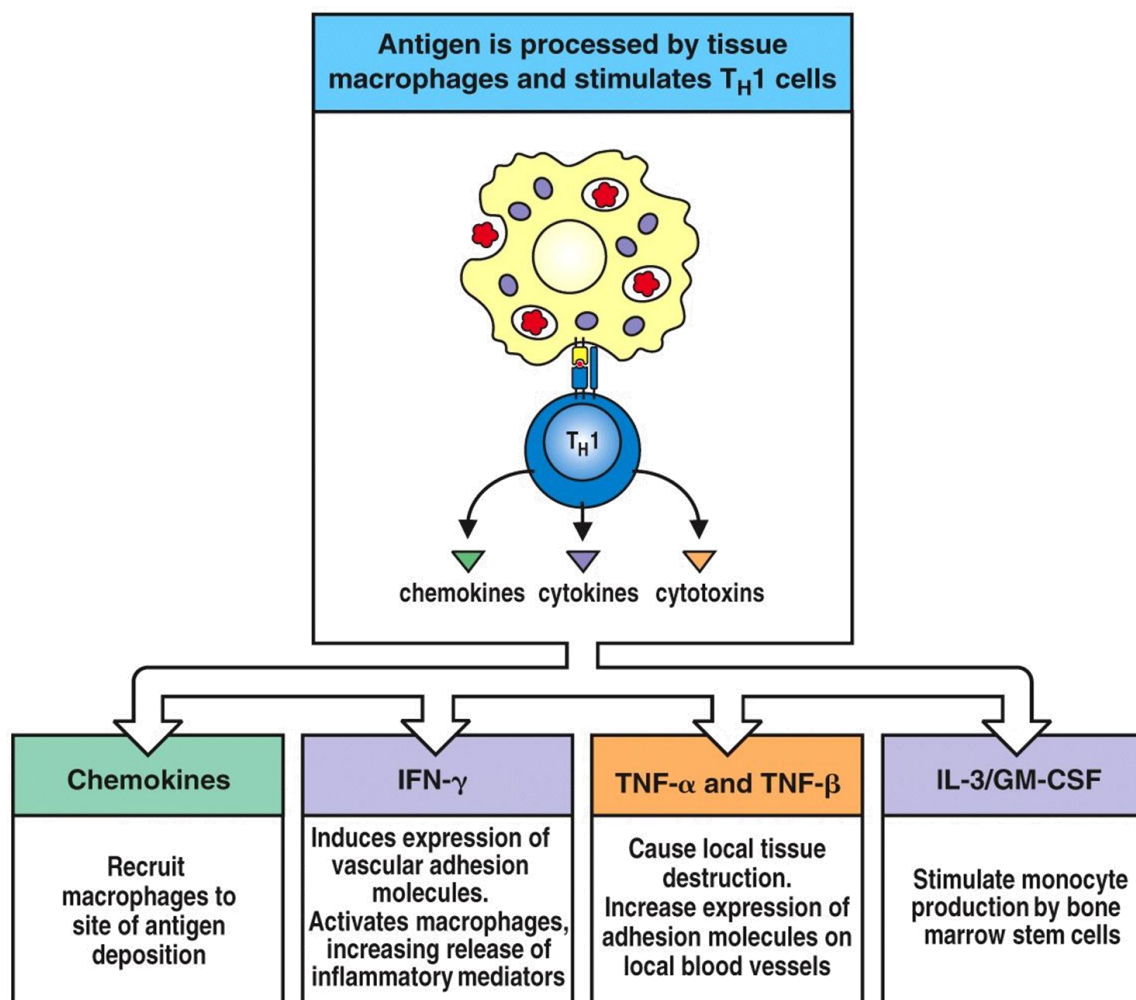 Antigen is processed by tissue
macrophages and stimulates T_H1 cells
T_H1
chemokines cytokines cytotoxins
Chemokines
Recruit
macrophages to
site of antigen
deposition
IFN-γ
Induces expression of
vascular adhesion
molecules.
Activates macrophages,
increasing release of
inflammatory mediators
TNF-α and TNF-β
Cause local tissue
destruction.
Increase expression of
adhesion molecules on
local blood vessels
IL-3/GM-CSF
Stimulate monocyte
production by bone
marrow stem cells